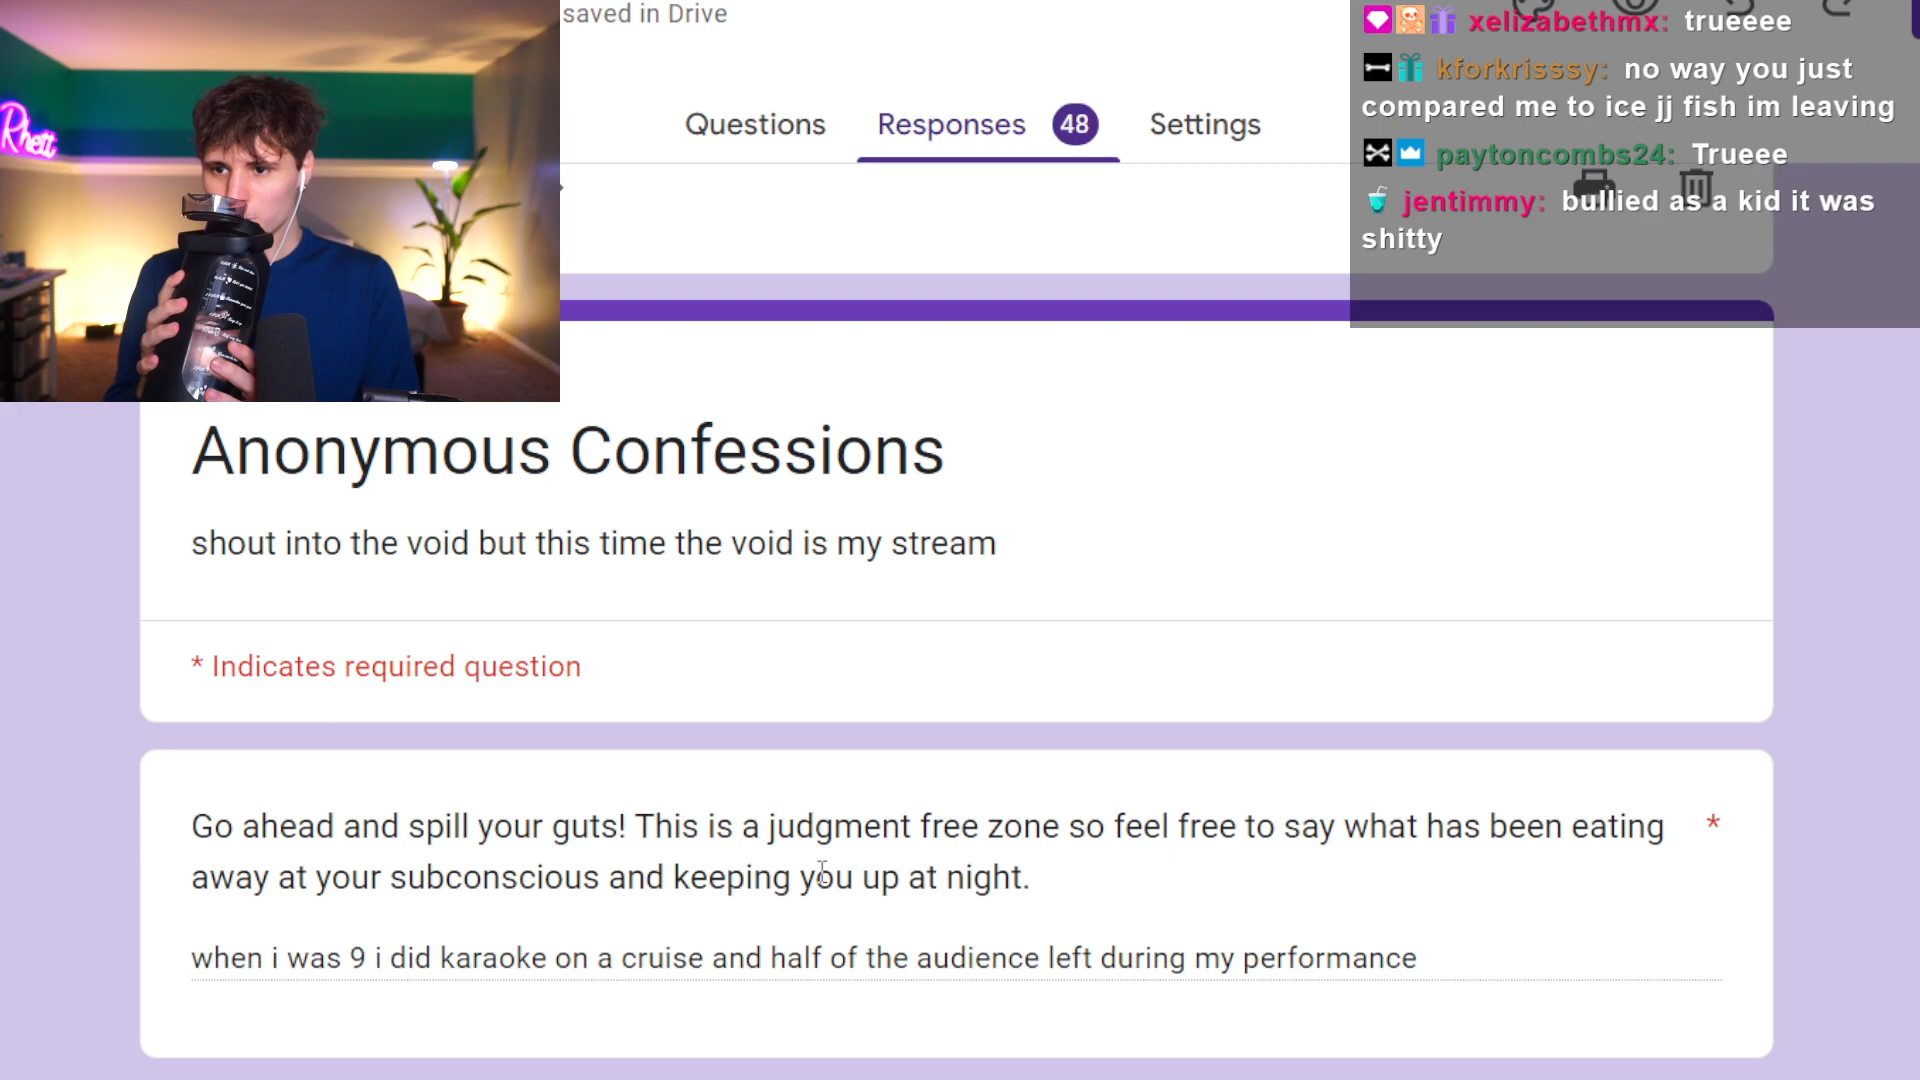 saved in Drive
Rhett
Questions Responses 48 Settings
xelizabethmx: trueeee
kforkrisssy: no way you just
compared me to ice jj fish im leaving
paytoncombs24: Trueee
jentimmy: bullied as a kid it was
shitty
Anonymous Confessions
shout into the void but this time the void is my stream
* Indicates required question
Go ahead and spill your guts! This is a judgment free zone so feel free to say what has been eating *
away at your subconscious and keeping you up at night.
when i was 9 i did karaoke on a cruise and half of the audience left during my performance